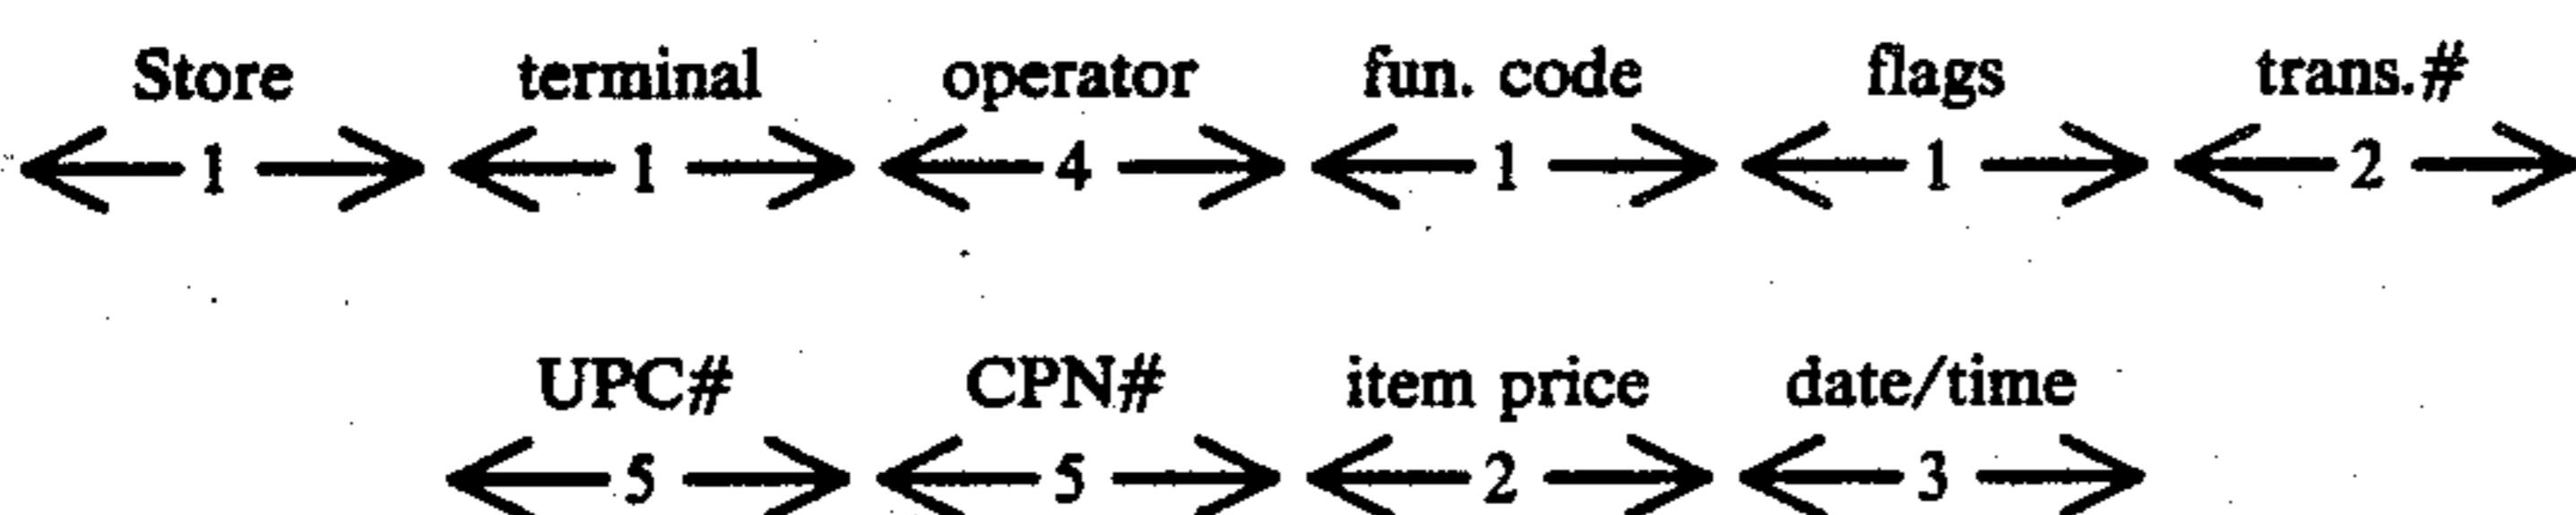 Store terminal operator fun. code flags trans.#
1 1 4 1 1 2
UPC# CPN# item price date/time
5 5 2 3